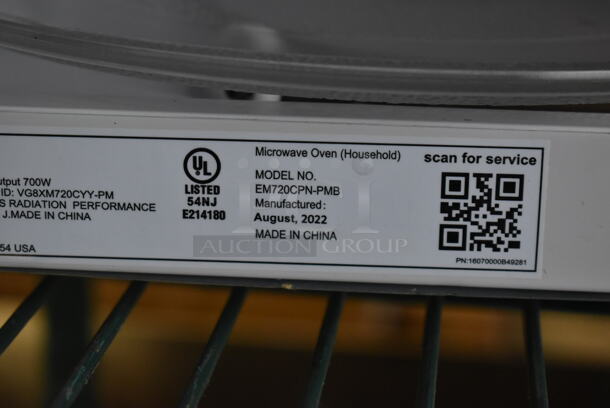 utput 700W
ID: VG8XM720CYY-PM
S RADIATION PERFORMANCE
J.MADE IN CHINA
54 USA
UL
LISTED
54NJ
E214180
Microwave Oven (Household)
MODEL NO.
EM720CPN-PMB
Manufactured:
August, 2022
MADE IN CHINA
scan for service
PN:16070000B49281
AUCTION GROUP